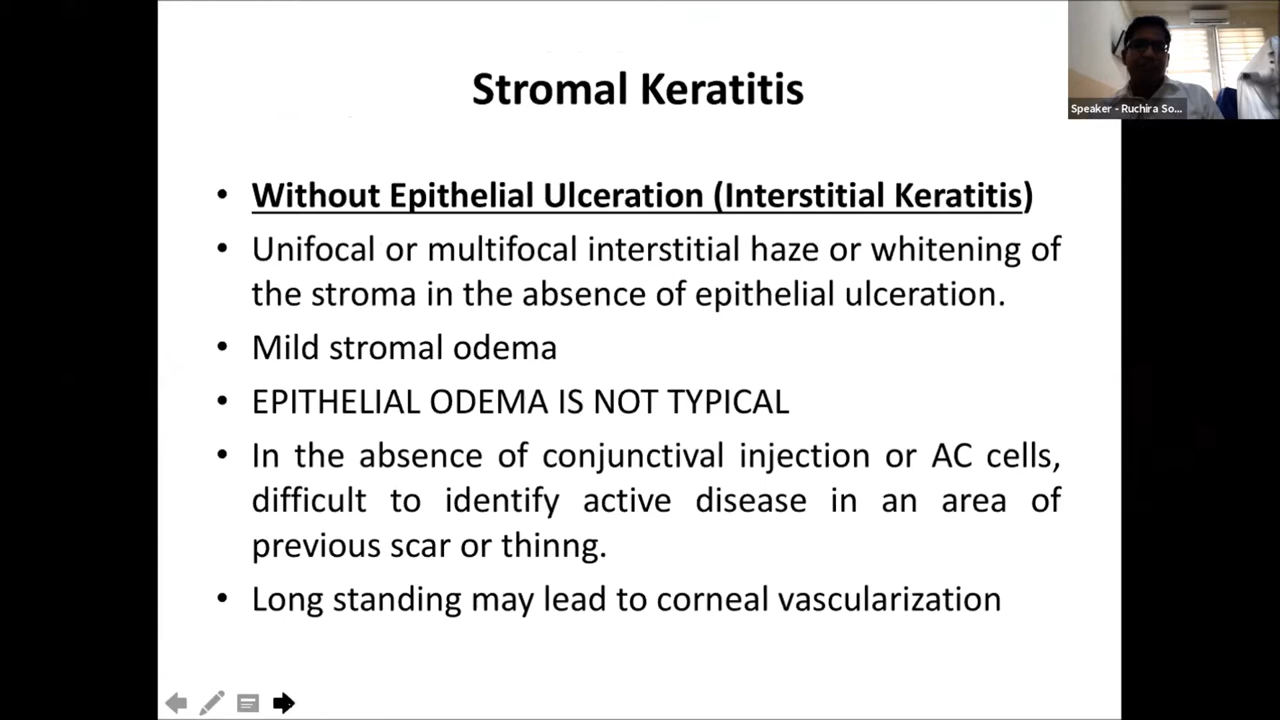 Stromal Keratitis
Speaker - Ruchira So...
• Without Epithelial Ulceration (Interstitial Keratitis)
• Unifocal or multifocal interstitial haze or whitening of
the stroma in the absence of epithelial ulceration.
• Mild stromal odema
• EPITHELIAL ODEMA IS NOT TYPICAL
• In the absence of conjunctival injection or AC cells,
difficult to identify active disease in an area of
previous scar or thinng.
• Long standing may lead to corneal vascularization